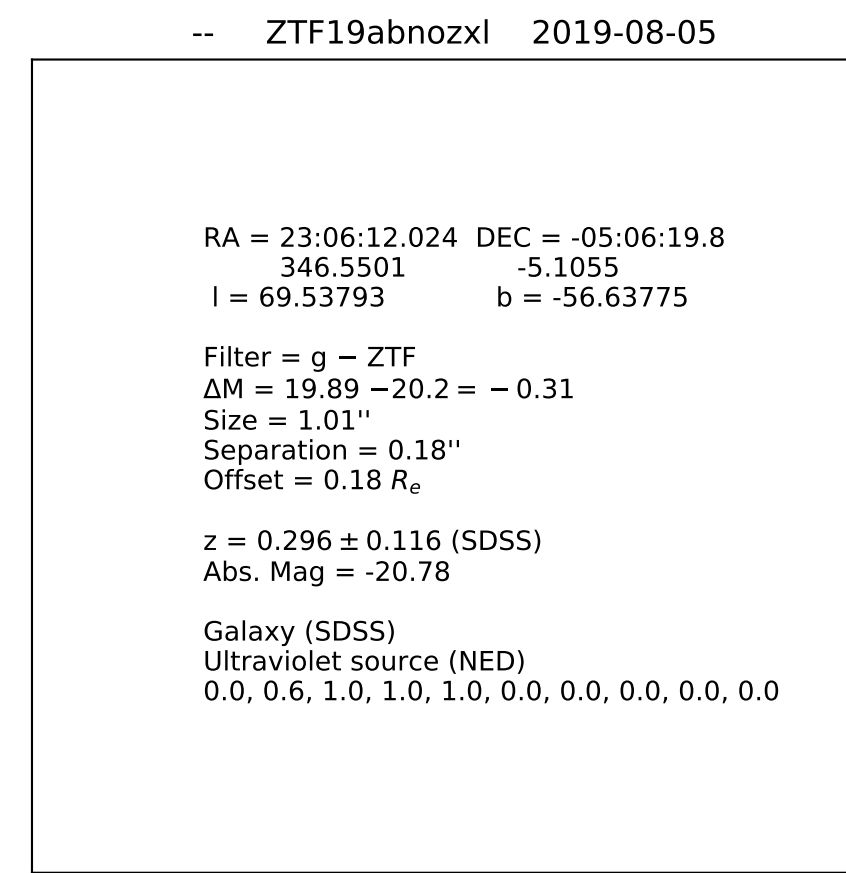 -- ZTF19abnozxl 2019-08-05
RA = 23:06:12.024 DEC = -05:06:19.8
346.5501 -5.1055
l = 69.53793 b = -56.63775
Filter = g − ZTF
ΔM = 19.89 −20.2 = − 0.31
Size = 1.01''
Separation = 0.18''
Offset = 0.18 Rₑ
z = 0.296 ± 0.116 (SDSS)
Abs. Mag = -20.78
Galaxy (SDSS)
Ultraviolet source (NED)
0.0, 0.6, 1.0, 1.0, 1.0, 0.0, 0.0, 0.0, 0.0, 0.0